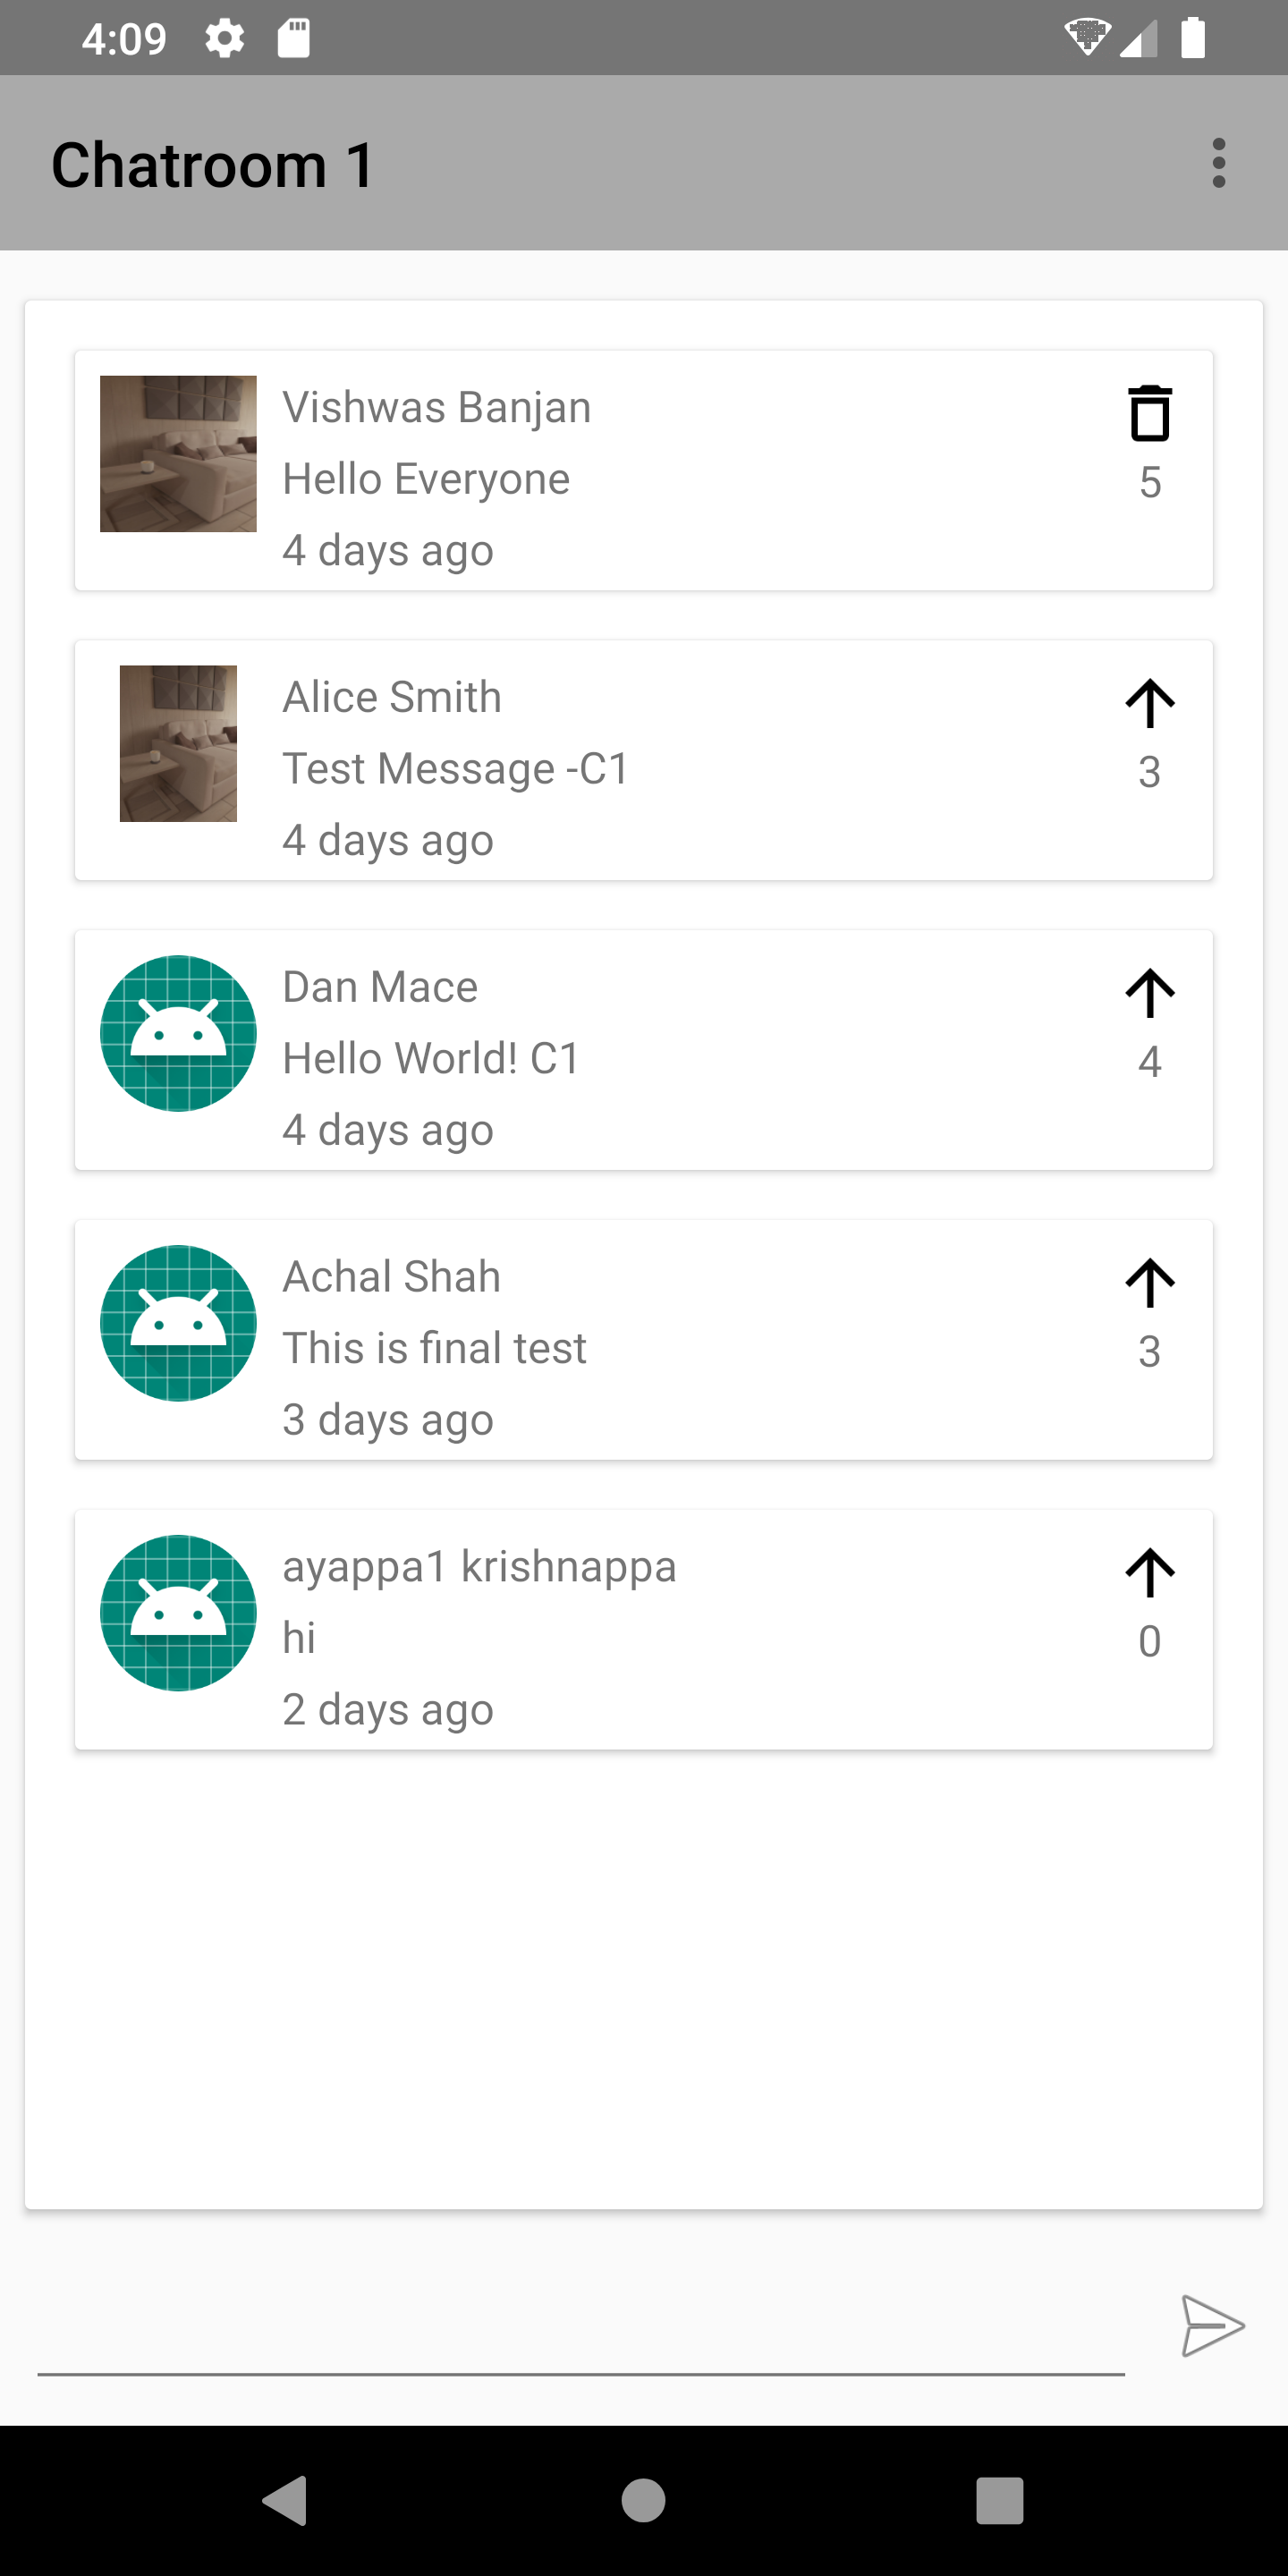 4:09
Chatroom 1
Vishwas Banjan
Hello Everyone
5
4 days ago
Alice Smith
Test Message -C1
3
4 days ago
Dan Mace
Hello World! C1
4
4 days ago
Achal Shah
This is final test
3
3 days ago
ayappa1 krishnappa
hi
0
2 days ago